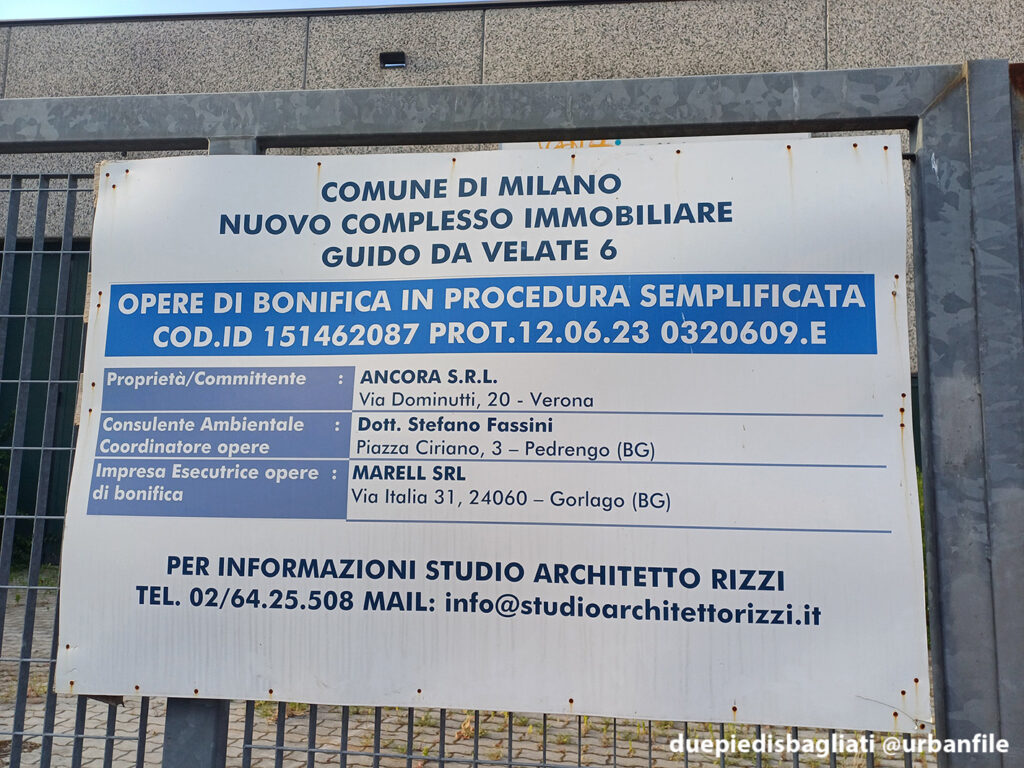 COMUNE DI MILANO
NUOVO COMPLESSO IMMOBILIARE
GUIDO DA VELATE 6
OPERE DI BONIFICA IN PROCEDURA SEMPLIFICATA
COD.ID 151462087 PROT.12.06.23 0320609.E
Proprietà/Committente : ANCORA S.R.L.
Via Dominutti, 20 - Verona
Consulente Ambientale : Dott. Stefano Fassini
Coordinatore opere Piazza Ciriano, 3 – Pedrengo (BG)
Impresa Esecutrice opere : MARELL SRL
di bonifica Via Italia 31, 24060 – Gorlago (BG)
PER INFORMAZIONI STUDIO ARCHITETTO RIZZI
TEL. 02/64.25.508 MAIL: info@studioarchitettorizzi.it
duepiedisbagliati @urbanfile